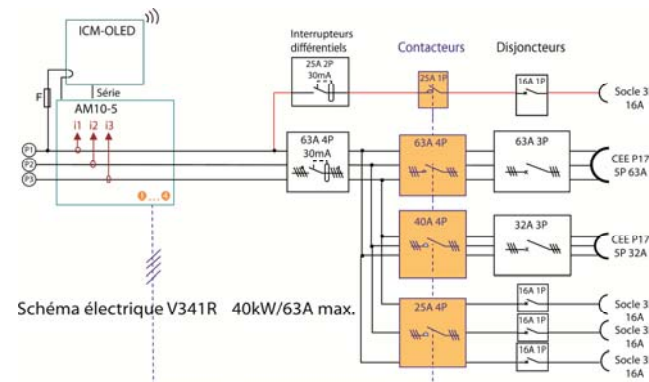 ICM-OLED
Interrupteurs
différentiels
Contacteurs
Disjoncteurs
25A 2P
30mA
25A 1P
16A 1P
Socle 3
16A
F
Série
AM10-5
i1 i2 i3
P1
P2
P3
1 ... 4
63A 4P
30mA
63A 4P
63A 3P
CEE P17
5P 63A
40A 4P
32A 3P
CEE P17
5P 32A
Schéma électrique V341R 40kW/63A max.
25A 4P
16A 1P
Socle 3
16A
16A 1P
Socle 3
16A
16A 1P
Socle 3
16A